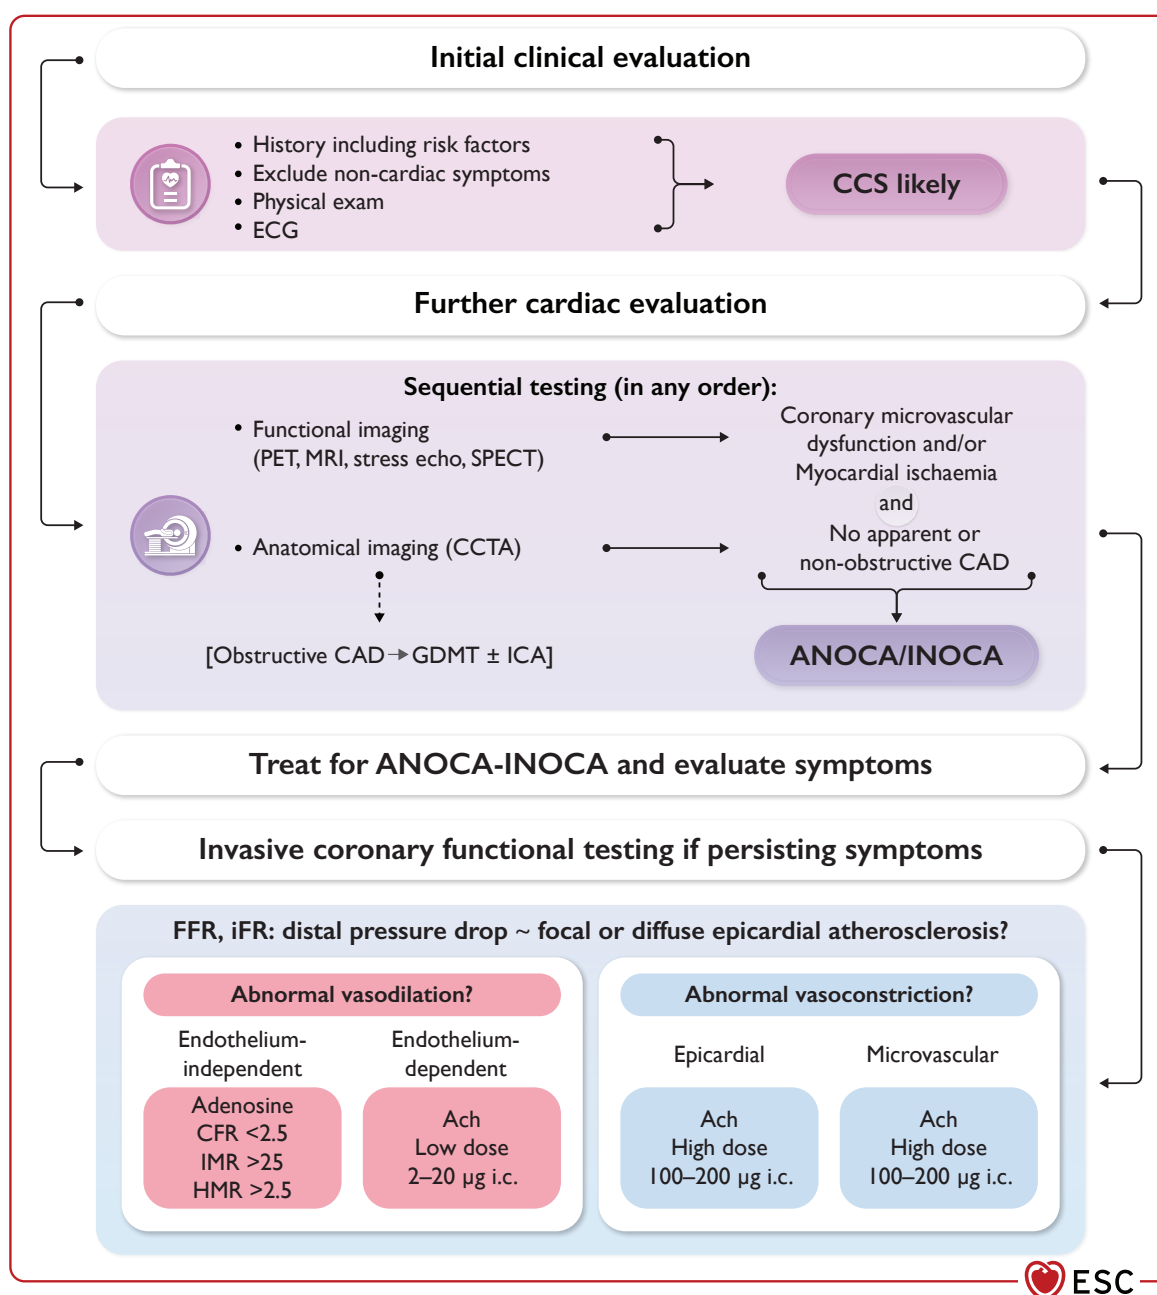 Initial clinical evaluation
• History including risk factors
• Exclude non-cardiac symptoms
• Physical exam
• ECG
CCS likely
Further cardiac evaluation
Sequential testing (in any order):
• Functional imaging
(PET, MRI, stress echo, SPECT)
Coronary microvascular
dysfunction and/or
Myocardial ischaemia
and
• Anatomical imaging (CCTA)
No apparent or
non-obstructive CAD
[Obstructive CAD→GDMT ± ICA]
ANOCA/INOCA
Treat for ANOCA-INOCA and evaluate symptoms
Invasive coronary functional testing if persisting symptoms
FFR, iFR: distal pressure drop ~ focal or diffuse epicardial atherosclerosis?
Abnormal vasodilation?
Endothelium-
independent
Adenosine
CFR <2.5
IMR >25
HMR >2.5
Endothelium-
dependent
Ach
Low dose
2–20 µg i.c.
Abnormal vasoconstriction?
Epicardial
Ach
High dose
100–200 µg i.c.
Microvascular
Ach
High dose
100–200 µg i.c.
ESC